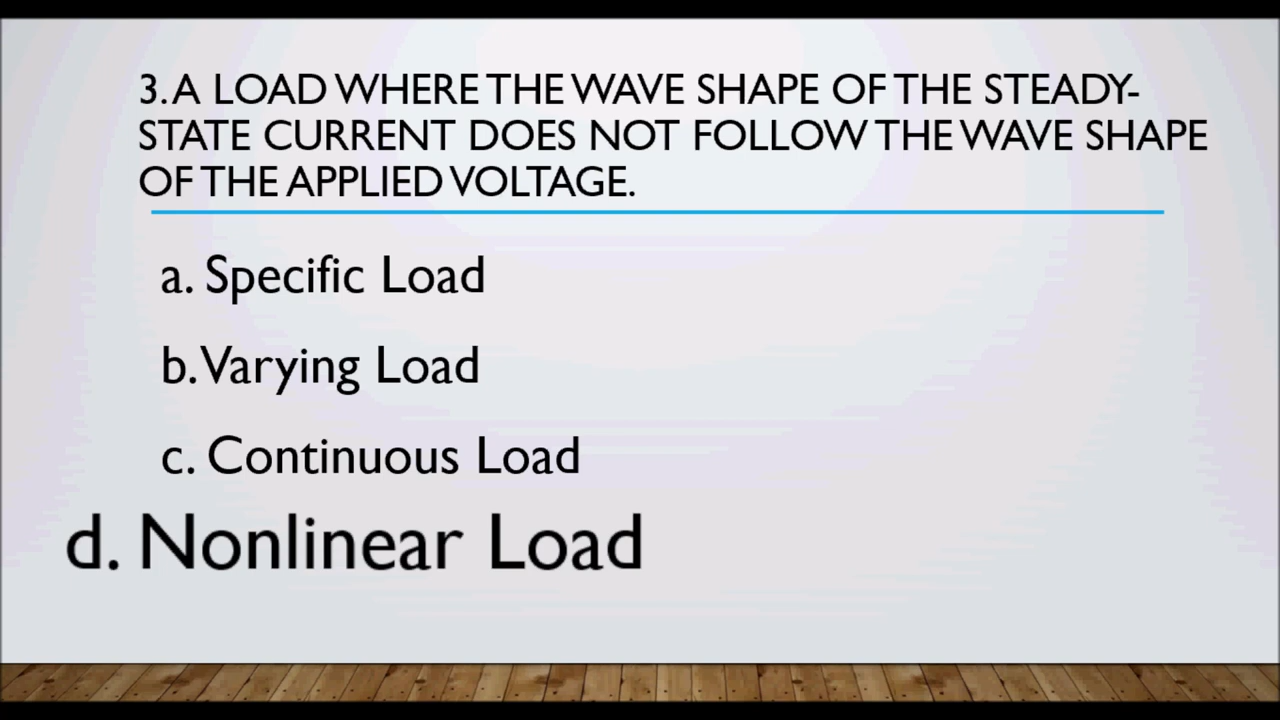 3. A LOAD WHERE THE WAVE SHAPE OF THE STEADY-
STATE CURRENT DOES NOT FOLLOW THE WAVE SHAPE
OF THE APPLIED VOLTAGE.
a. Specific Load
b. Varying Load
c. Continuous Load
d. Nonlinear Load